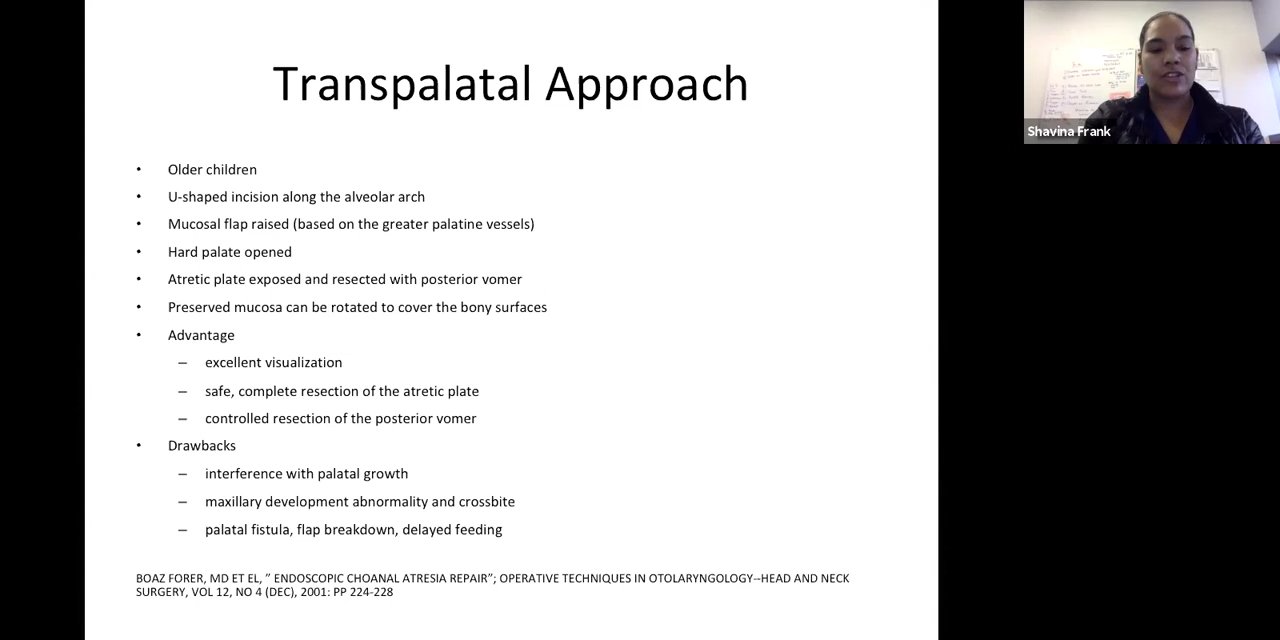 Transpalatal Approach
• Older children
• U-shaped incision along the alveolar arch
• Mucosal flap raised (based on the greater palatine vessels)
• Hard palate opened
• Atretic plate exposed and resected with posterior vomer
• Preserved mucosa can be rotated to cover the bony surfaces
• Advantage
– excellent visualization
– safe, complete resection of the atretic plate
– controlled resection of the posterior vomer
• Drawbacks
– interference with palatal growth
– maxillary development abnormality and crossbite
– palatal fistula, flap breakdown, delayed feeding
BOAZ FORER, MD ET EL, ” ENDOSCOPIC CHOANAL ATRESIA REPAIR”; OPERATIVE TECHNIQUES IN OTOLARYNGOLOGY--HEAD AND NECK
SURGERY, VOL 12, NO 4 (DEC), 2001: PP 224-228
Shavina Frank